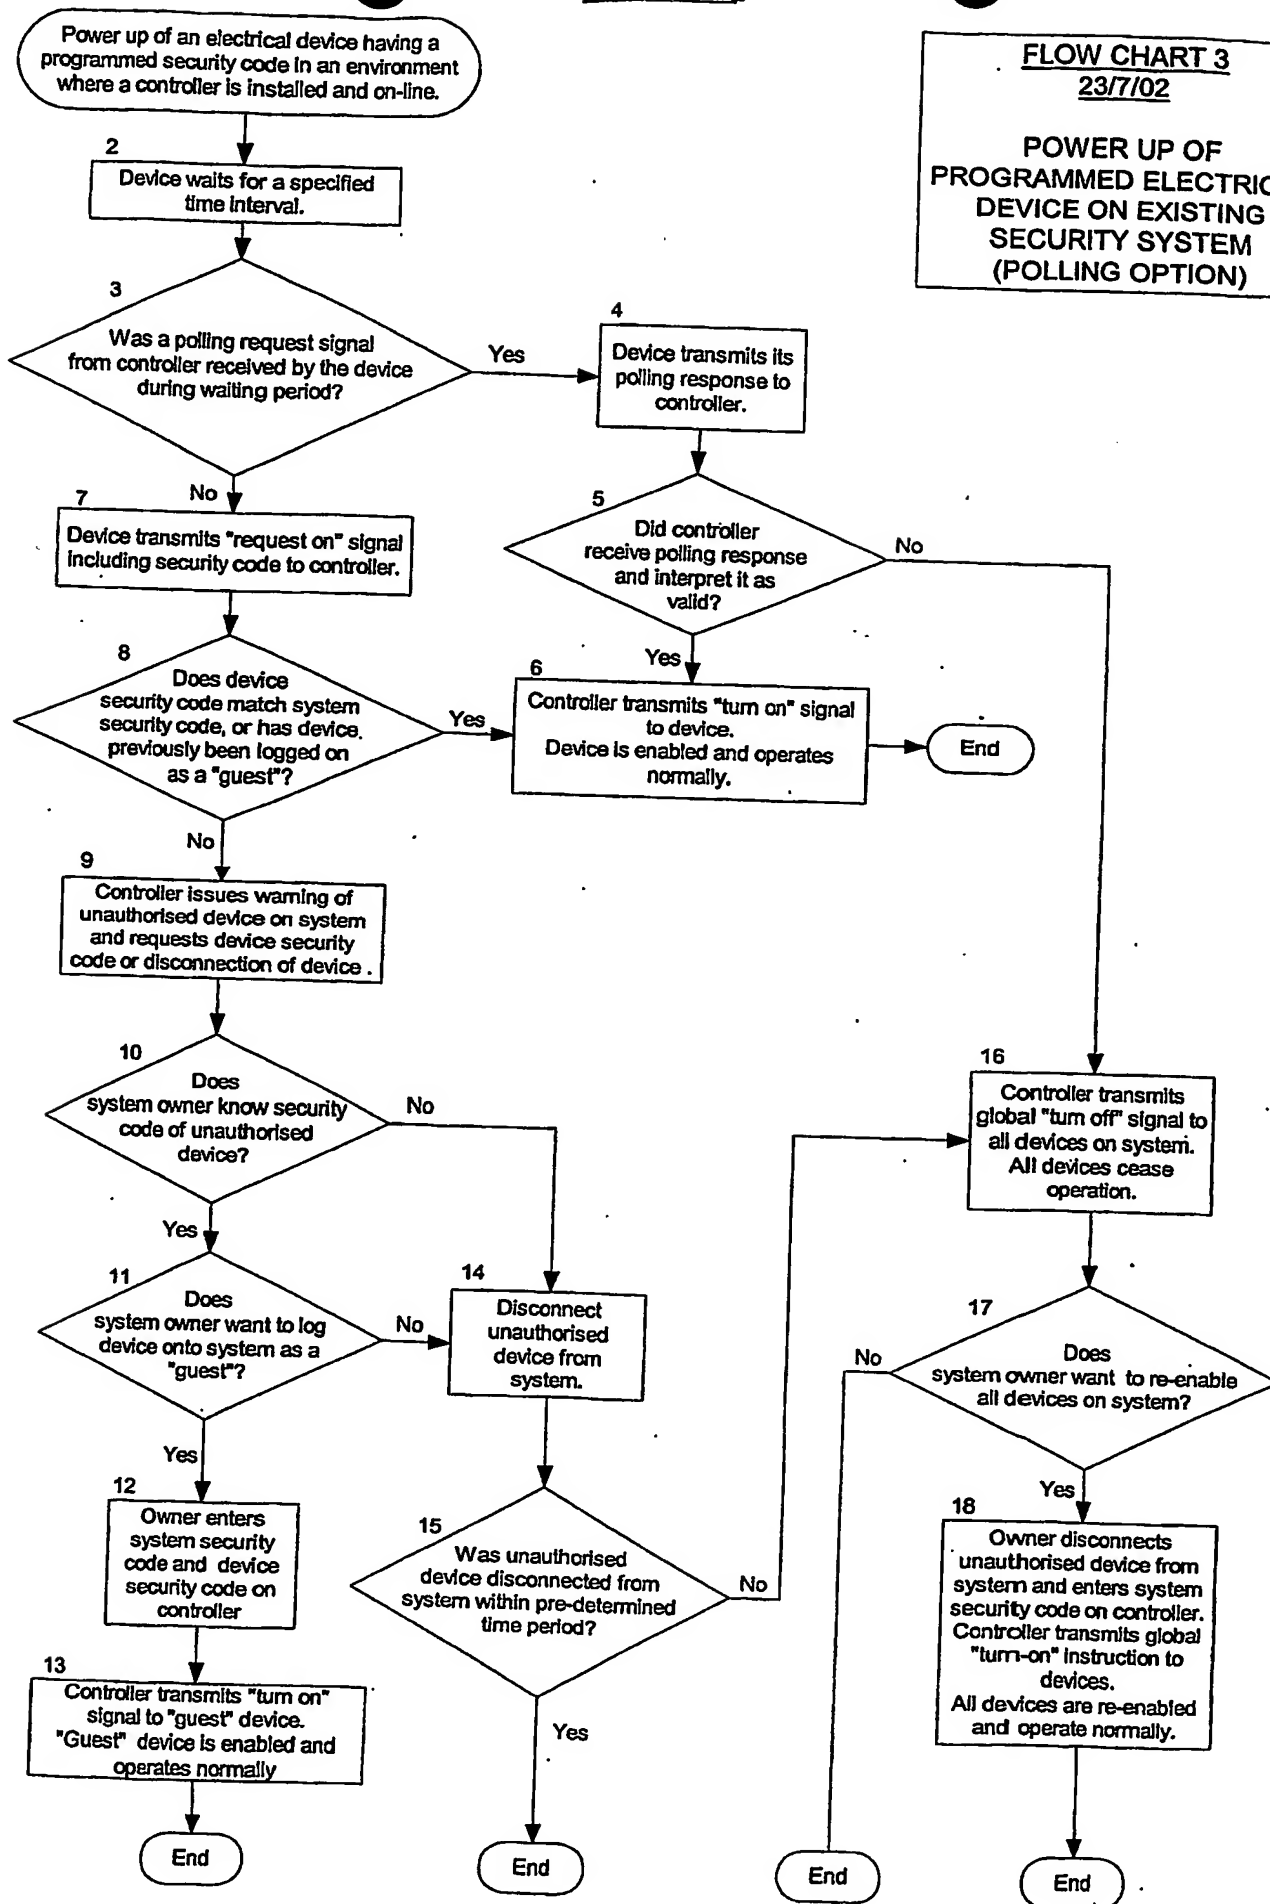 Power up of an electrical device having a
programmed security code in an environment
where a controller is installed and on-line.
FLOW CHART 3
23/7/02
POWER UP OF
PROGRAMMED ELECTRIC
DEVICE ON EXISTING
SECURITY SYSTEM
(POLLING OPTION)
2
Device waits for a specified
time interval.
3
Was a polling request signal
from controller received by the device
during waiting period?
Yes
4
Device transmits its
polling response to
controller.
No
5
Did controller
receive polling response
and interpret it as
valid?
No
7
Device transmits "request on" signal
including security code to controller.
Yes
6
Controller transmits "turn on" signal
to device.
Device is enabled and operates
normally.
End
8
Does device
security code match system
security code, or has device
previously been logged on
as a "guest"?
Yes
No
9
Controller issues warning of
unauthorised device on system
and requests device security
code or disconnection of device .
10
Does
system owner know security
code of unauthorised
device?
No
Yes
16
Controller transmits
global "turn off" signal to
all devices on system.
All devices cease
operation.
11
Does
system owner want to log
device onto system as a
"guest"?
No
14
Disconnect
unauthorised
device from
system.
17
Does
system owner want to re-enable
all devices on system?
No
Yes
Yes
12
Owner enters
system security
code and device
security code on
controller
15
Was unauthorised
device disconnected from
system within pre-determined
time period?
No
Yes
18
Owner disconnects
unauthorised device from
system and enters system
security code on controller.
Controller transmits global
"turn-on" instruction to
devices.
All devices are re-enabled
and operate normally.
13
Controller transmits "turn on"
signal to "guest" device.
"Guest" device is enabled and
operates normally
End
End
End
End